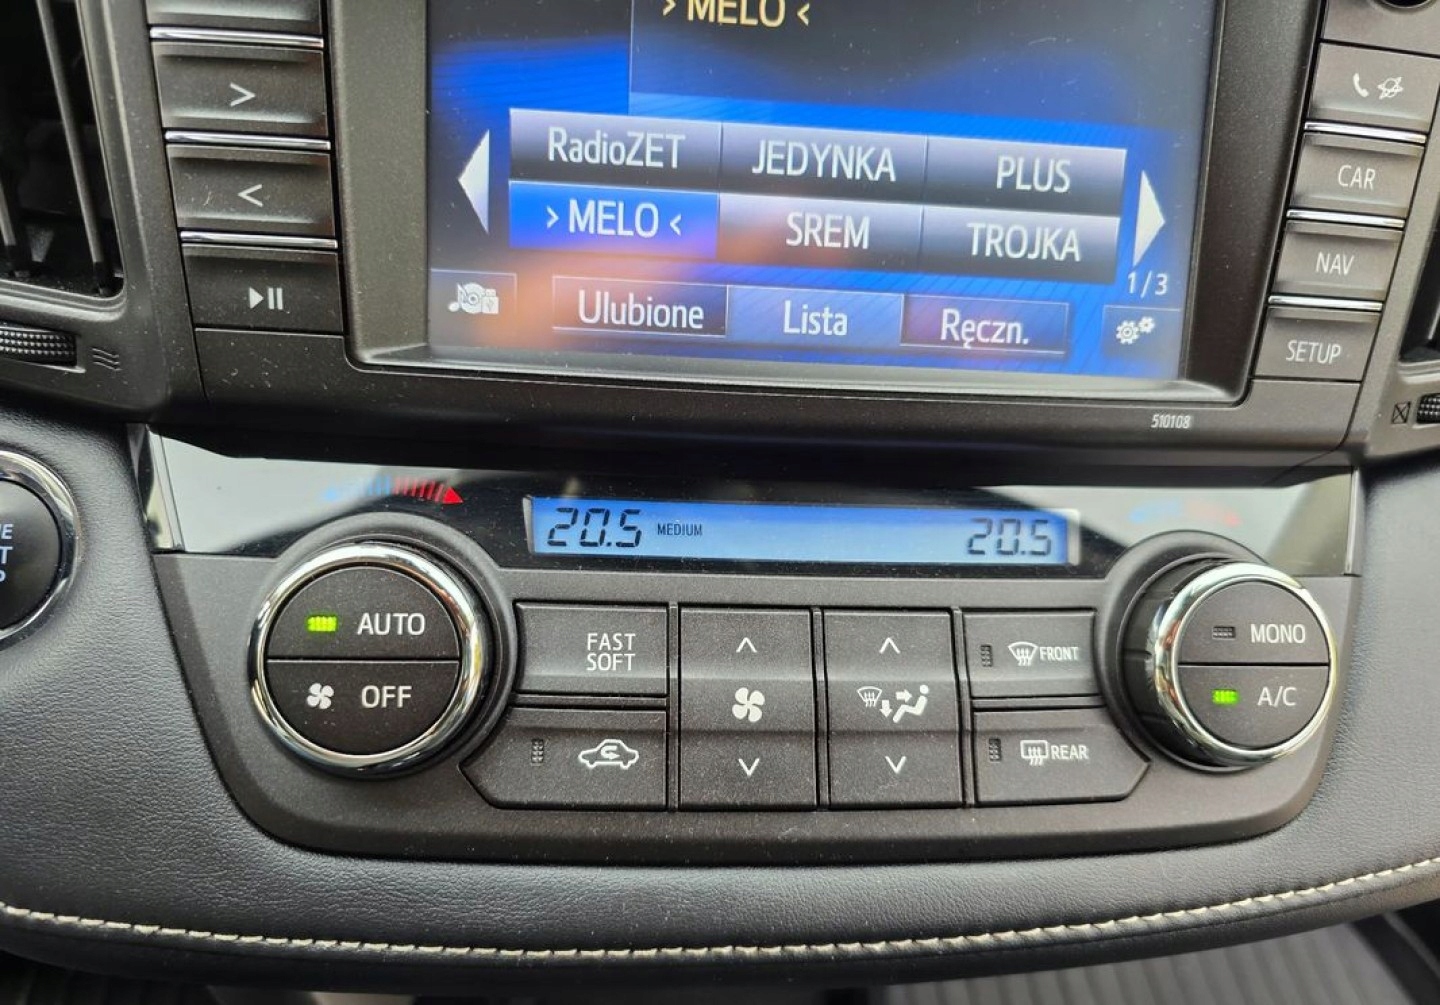 > MELO <
RadioZET JEDYNKA PLUS
> MELO < SREM TROJKA
1/3
Ulubione Lista Ręczn.
CAR
NAV
SETUP
510108
20.5 MEDIUM 20.5
AUTO
OFF
FAST
SOFT
FRONT
REAR
MONO
A/C